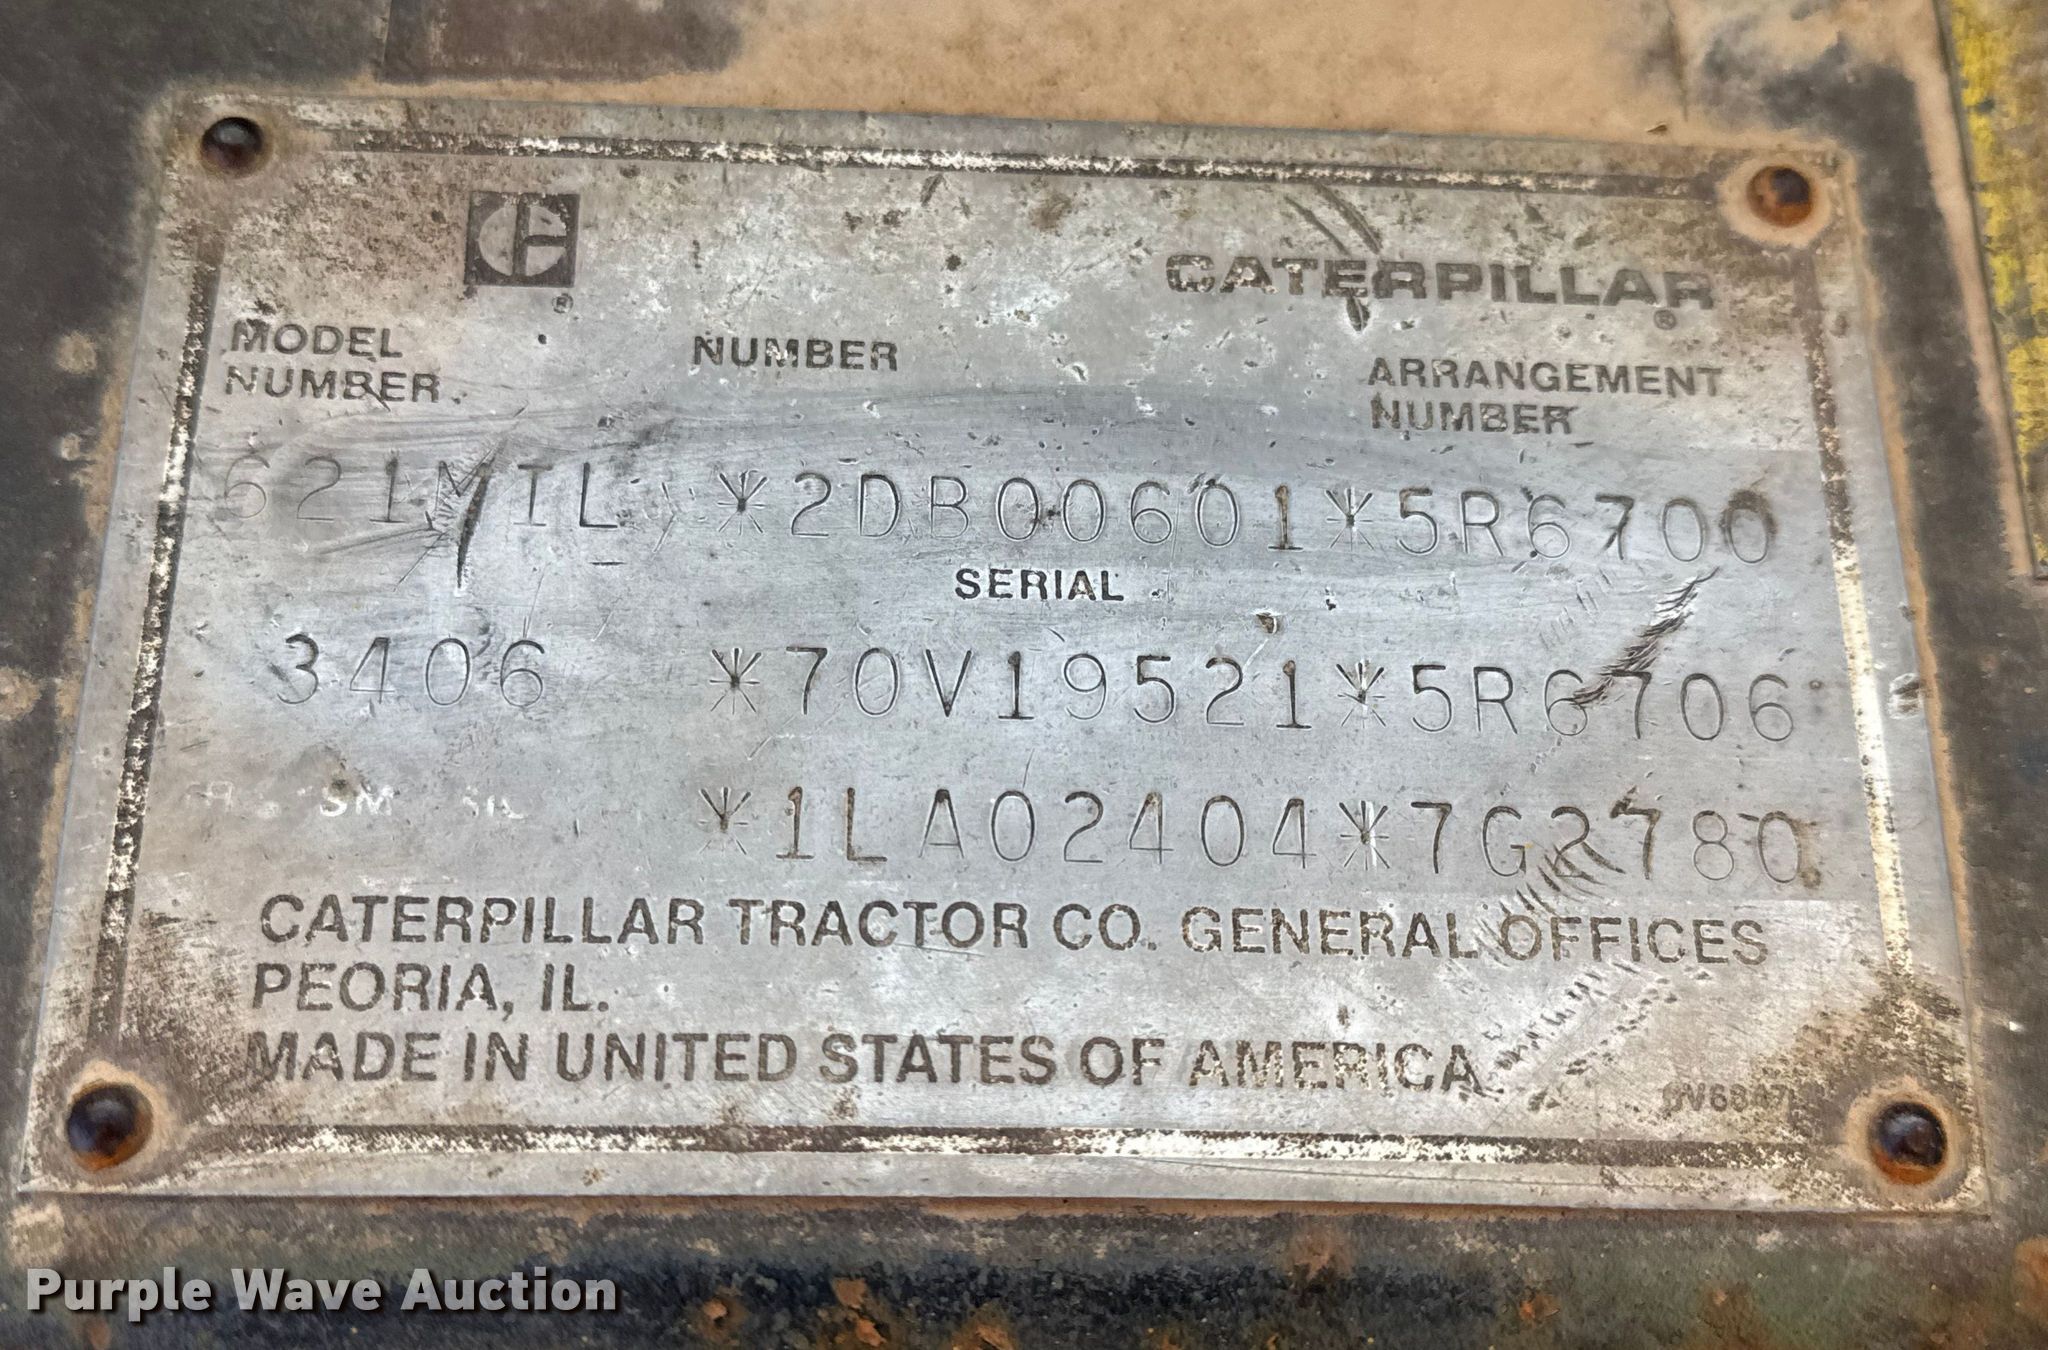 CATERPILLAR
®
®
MODEL
NUMBER
NUMBER
ARRANGEMENT
NUMBER
621MIL *2DB00601*5R6700
SERIAL
3406 *70V19521*5R6706
*1LA02404*7G2780
CATERPILLAR TRACTOR CO. GENERAL OFFICES
PEORIA, IL.
MADE IN UNITED STATES OF AMERICA
Purple Wave Auction